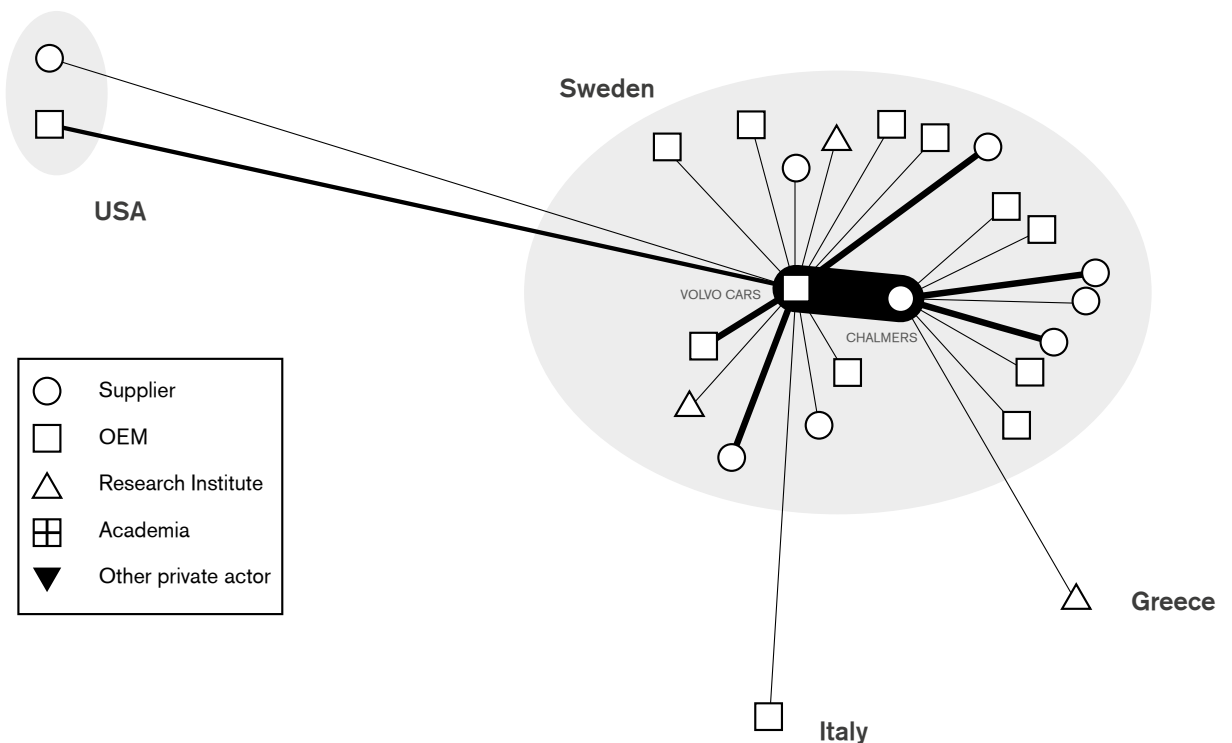 Sweden
USA
VOLVO CARS
CHALMERS
Supplier
OEM
Research Institute
Academia
Other private actor
Greece
Italy